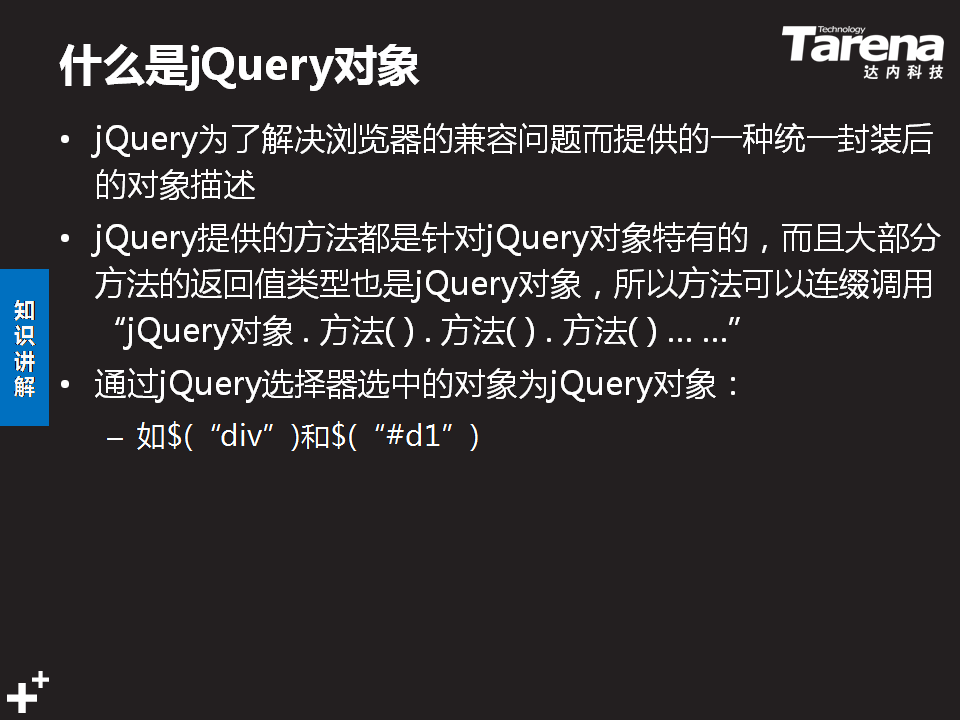 什么是jQuery对象
Technology
Tarena
达内科技
• jQuery为了解决浏览器的兼容问题而提供的一种统一封装后
的对象描述
• jQuery提供的方法都是针对jQuery对象特有的，而且大部分
方法的返回值类型也是jQuery对象，所以方法可以连缀调用
“jQuery对象 . 方法( ) . 方法( ) . 方法( ) … …”
知识讲解
• 通过jQuery选择器选中的对象为jQuery对象：
– 如$(“div”)和$(“#d1”)